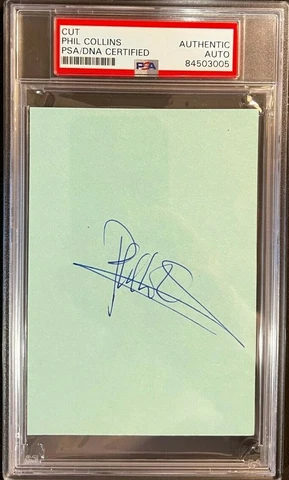 CUT
PHIL COLLINS
PSA/DNA CERTIFIED
AUTHENTIC
AUTO
84503005
PSA